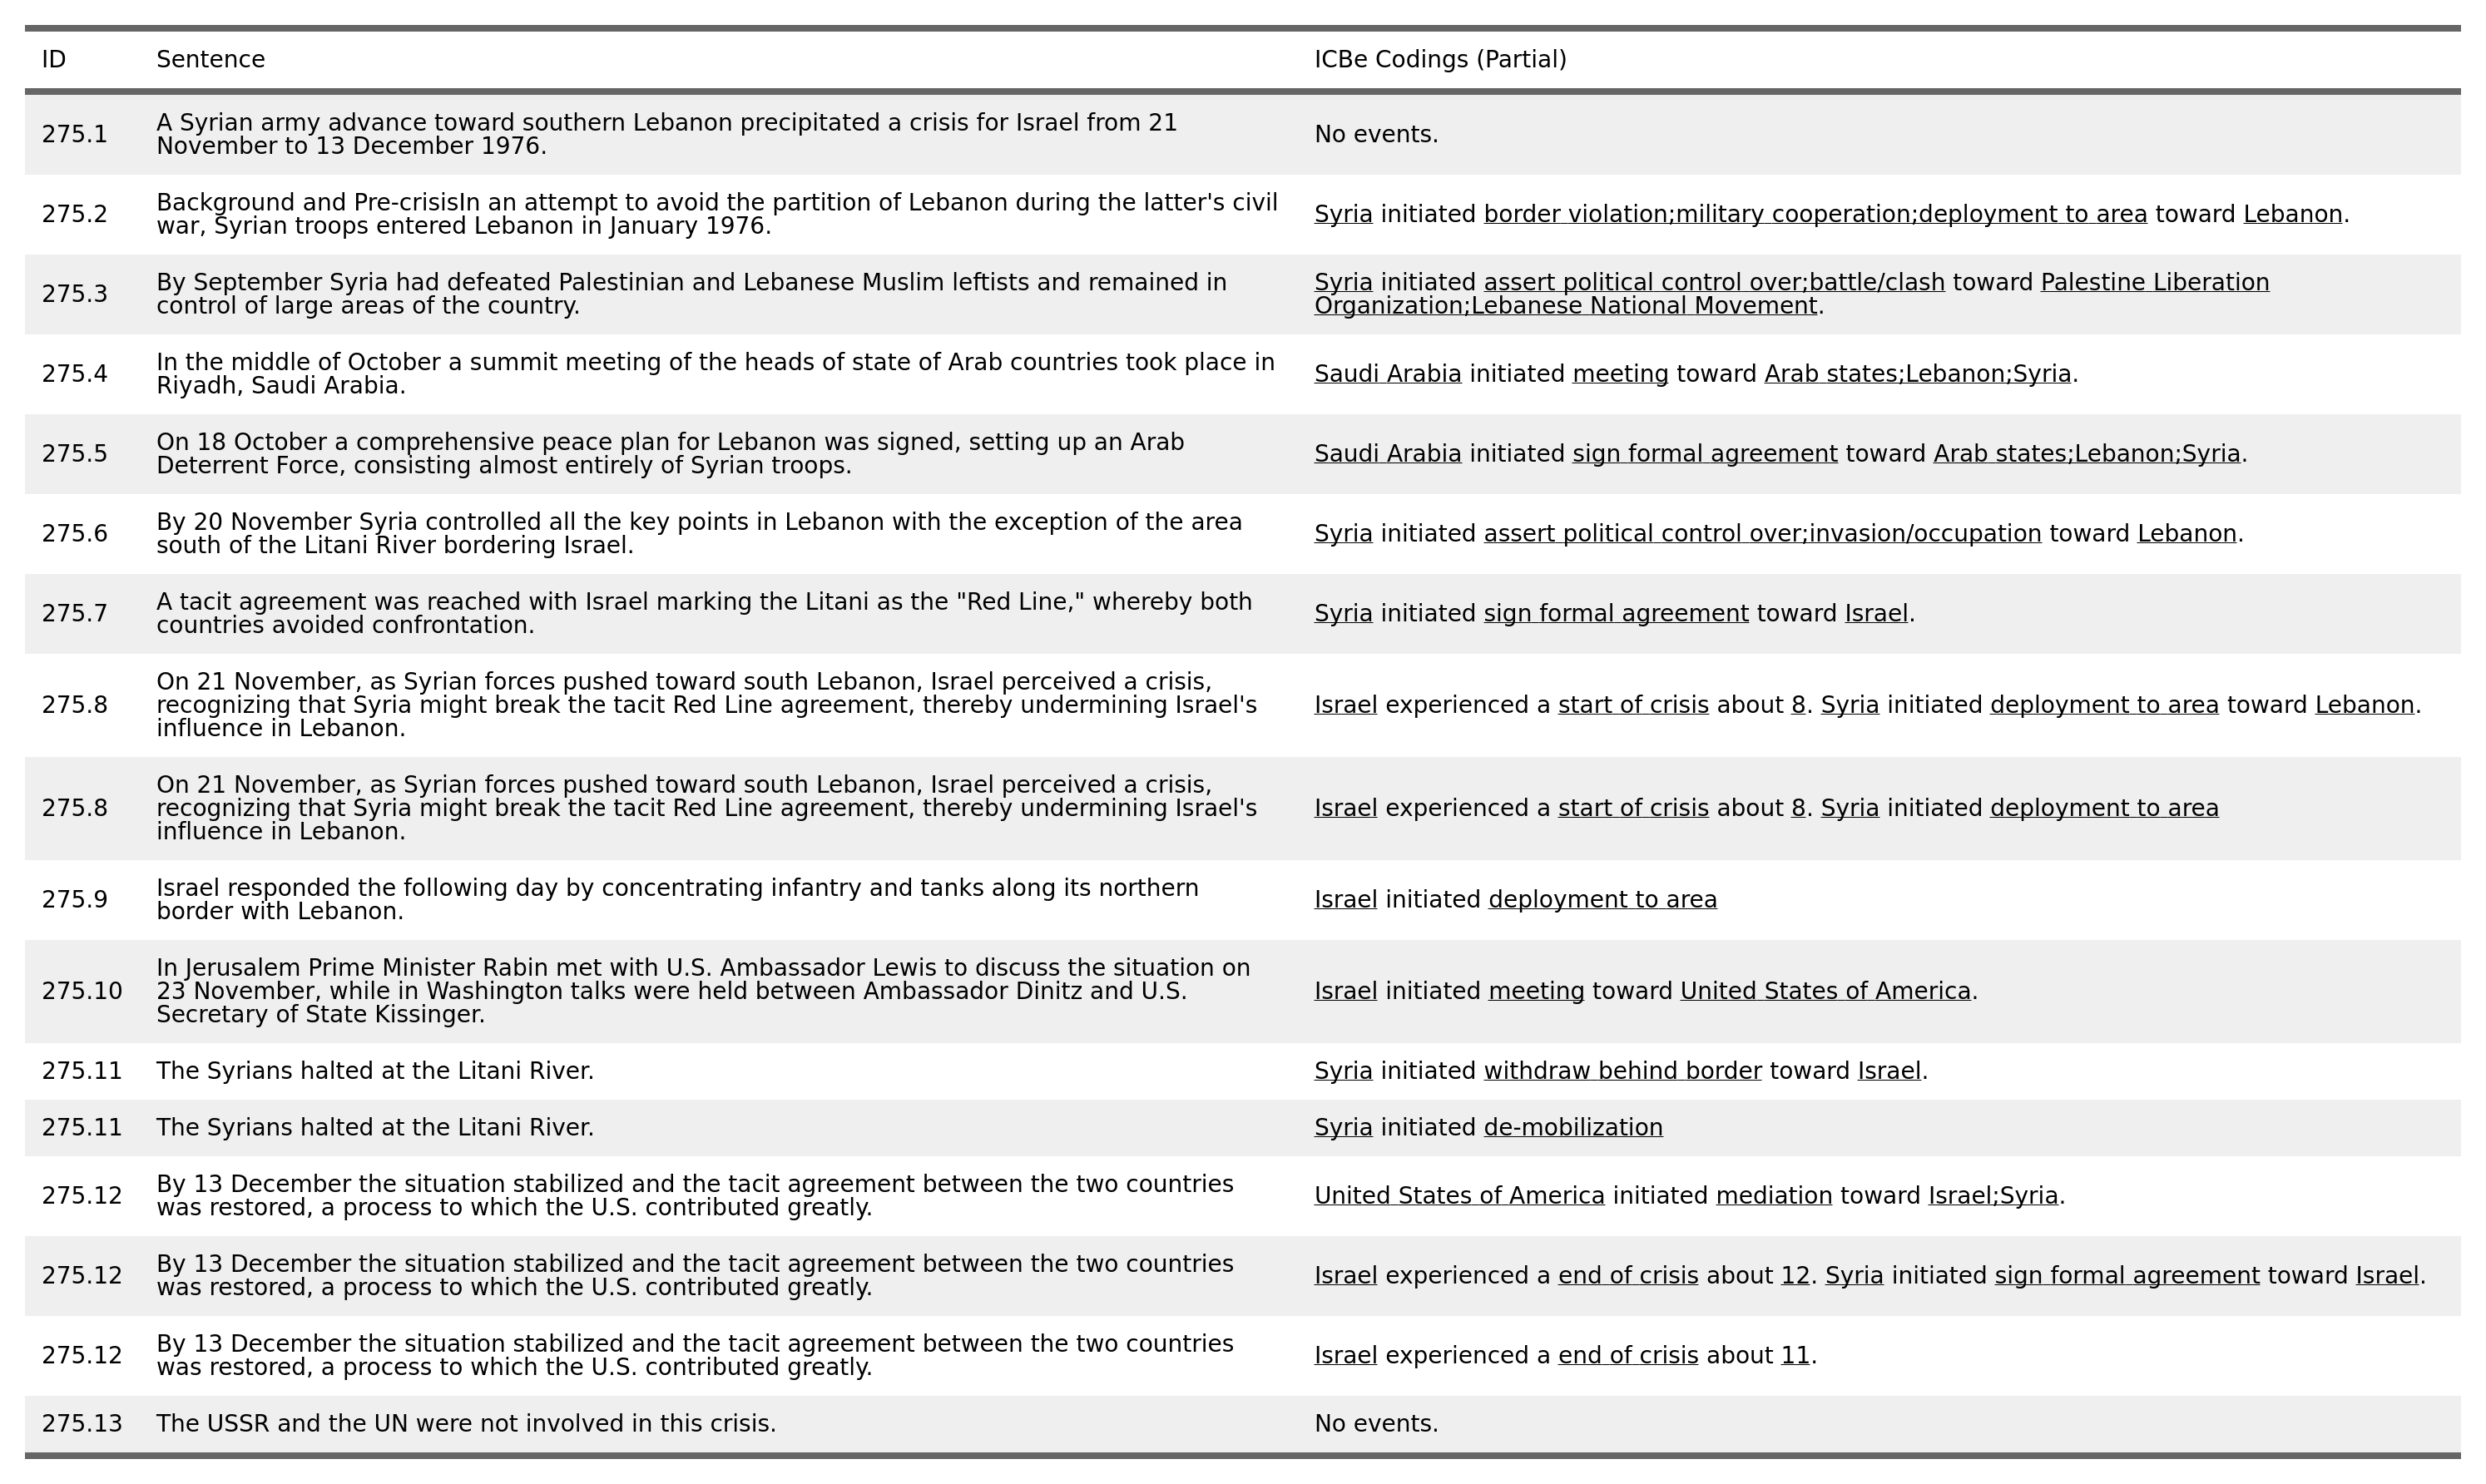 ID Sentence ICBe Codings (Partial)
275.1 A Syrian army advance toward southern Lebanon precipitated a crisis for Israel from 21
November to 13 December 1976.
No events.
275.2 Background and Pre-crisisIn an attempt to avoid the partition of Lebanon during the latter's civil
war, Syrian troops entered Lebanon in January 1976.
Syria initiated border violation;military cooperation;deployment to area toward Lebanon.
275.3 By September Syria had defeated Palestinian and Lebanese Muslim leftists and remained in
control of large areas of the country.
Syria initiated assert political control over;battle/clash toward Palestine Liberation
Organization;Lebanese National Movement.
275.4 In the middle of October a summit meeting of the heads of state of Arab countries took place in
Riyadh, Saudi Arabia.
Saudi Arabia initiated meeting toward Arab states;Lebanon;Syria.
275.5 On 18 October a comprehensive peace plan for Lebanon was signed, setting up an Arab
Deterrent Force, consisting almost entirely of Syrian troops.
Saudi Arabia initiated sign formal agreement toward Arab states;Lebanon;Syria.
275.6 By 20 November Syria controlled all the key points in Lebanon with the exception of the area
south of the Litani River bordering Israel.
Syria initiated assert political control over;invasion/occupation toward Lebanon.
275.7 A tacit agreement was reached with Israel marking the Litani as the "Red Line," whereby both
countries avoided confrontation.
Syria initiated sign formal agreement toward Israel.
275.8 On 21 November, as Syrian forces pushed toward south Lebanon, Israel perceived a crisis,
recognizing that Syria might break the tacit Red Line agreement, thereby undermining Israel's
influence in Lebanon.
Israel experienced a start of crisis about 8. Syria initiated deployment to area toward Lebanon.
275.8 On 21 November, as Syrian forces pushed toward south Lebanon, Israel perceived a crisis,
recognizing that Syria might break the tacit Red Line agreement, thereby undermining Israel's
influence in Lebanon.
Israel experienced a start of crisis about 8. Syria initiated deployment to area
275.9 Israel responded the following day by concentrating infantry and tanks along its northern
border with Lebanon.
Israel initiated deployment to area
275.10 In Jerusalem Prime Minister Rabin met with U.S. Ambassador Lewis to discuss the situation on
23 November, while in Washington talks were held between Ambassador Dinitz and U.S.
Secretary of State Kissinger.
Israel initiated meeting toward United States of America.
275.11 The Syrians halted at the Litani River.
Syria initiated withdraw behind border toward Israel.
275.11 The Syrians halted at the Litani River.
Syria initiated de-mobilization
275.12 By 13 December the situation stabilized and the tacit agreement between the two countries
was restored, a process to which the U.S. contributed greatly.
United States of America initiated mediation toward Israel;Syria.
275.12 By 13 December the situation stabilized and the tacit agreement between the two countries
was restored, a process to which the U.S. contributed greatly.
Israel experienced a end of crisis about 12. Syria initiated sign formal agreement toward Israel.
275.12 By 13 December the situation stabilized and the tacit agreement between the two countries
was restored, a process to which the U.S. contributed greatly.
Israel experienced a end of crisis about 11.
275.13 The USSR and the UN were not involved in this crisis.
No events.